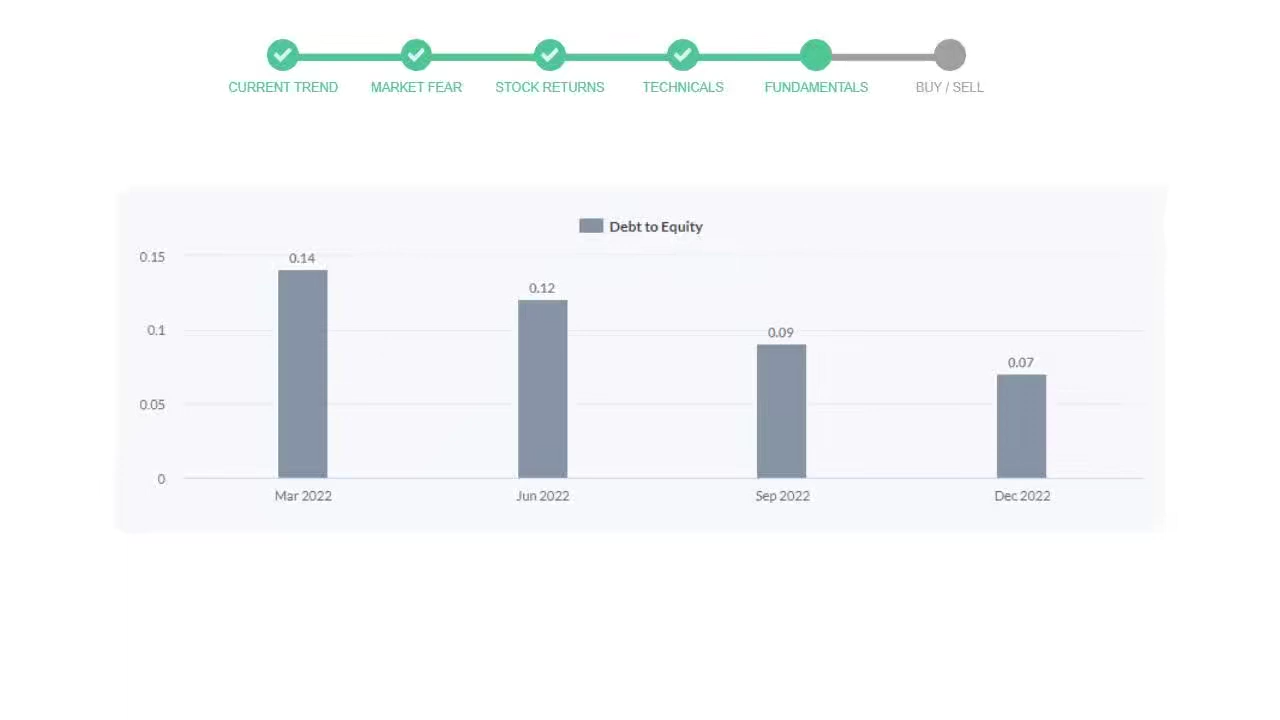 CURRENT TREND MARKET FEAR STOCK RETURNS TECHNICALS FUNDAMENTALS BUY / SELL
Debt to Equity
0.15
0.14
0.12
0.1
0.09
0.07
0.05
0
Mar 2022 Jun 2022 Sep 2022 Dec 2022